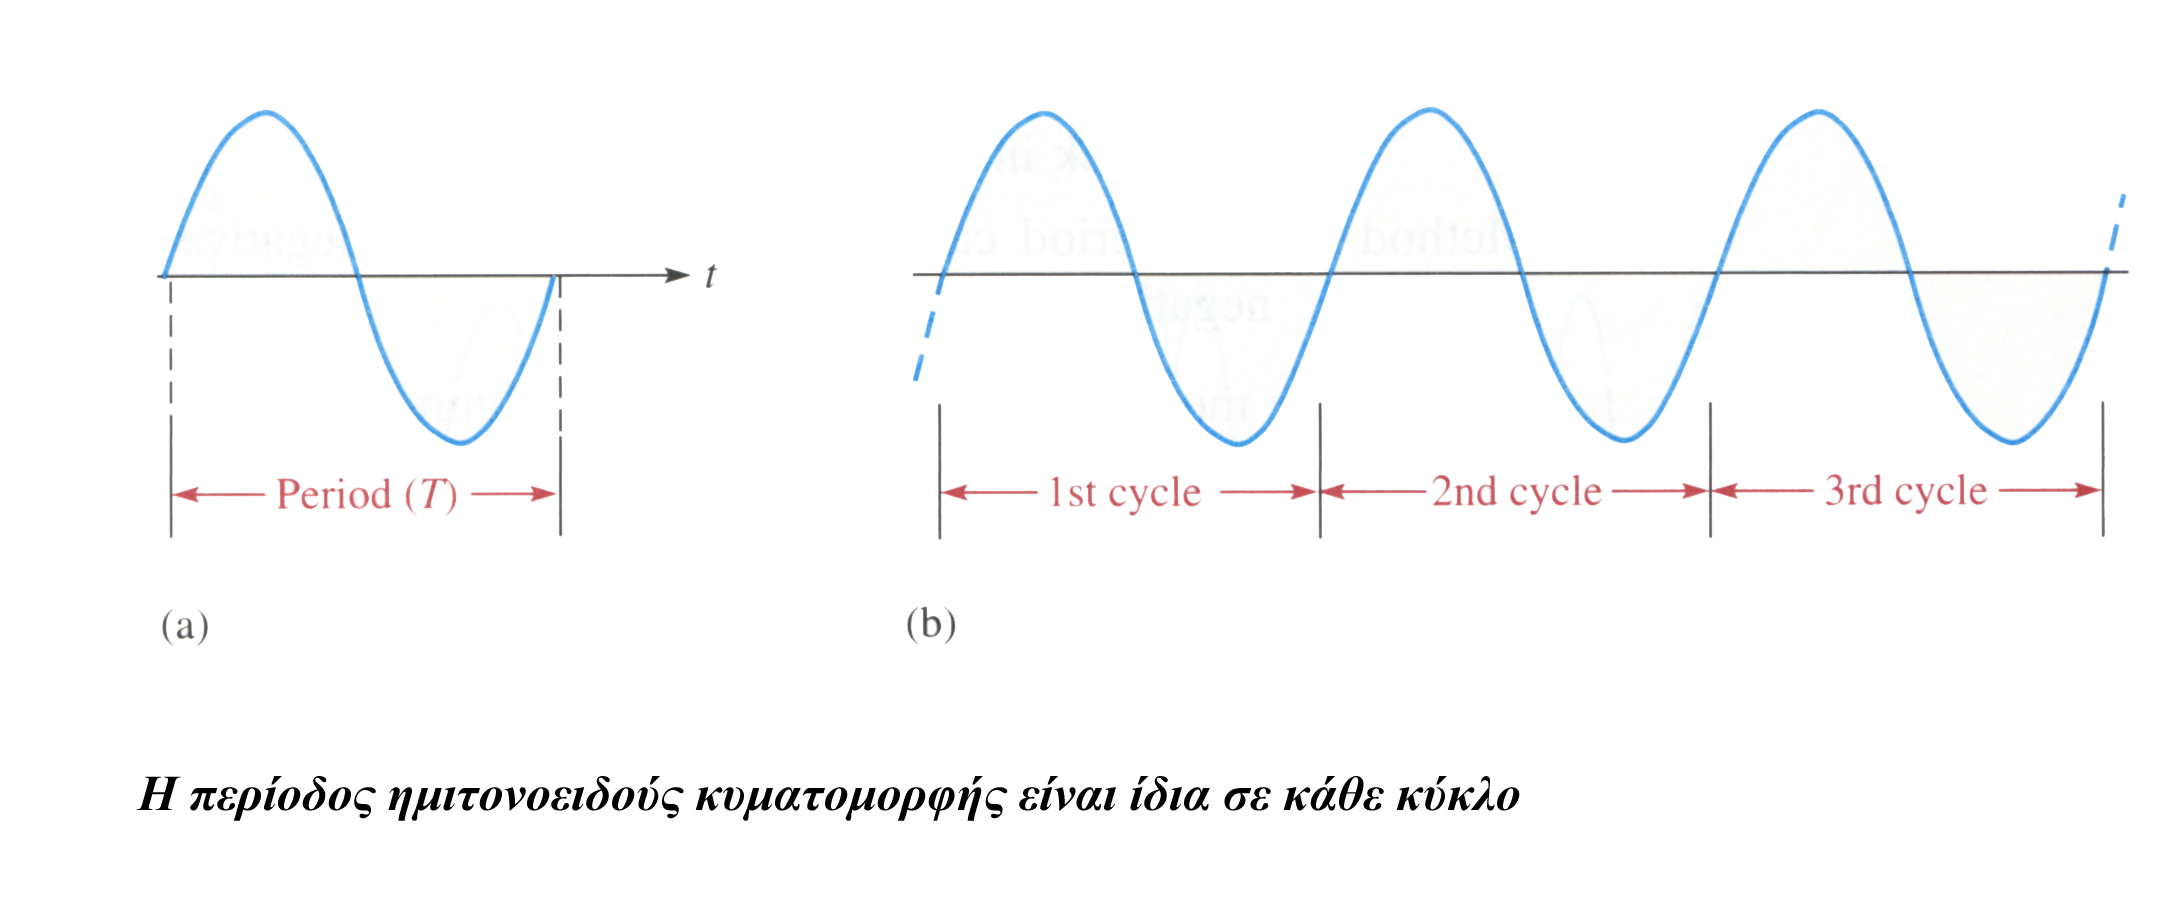 t
Period (T)
1st cycle
2nd cycle
3rd cycle
(a)
(b)
Η περίοδος ημιτονοειδούς κυματομορφής είναι ίδια σε κάθε κύκλο